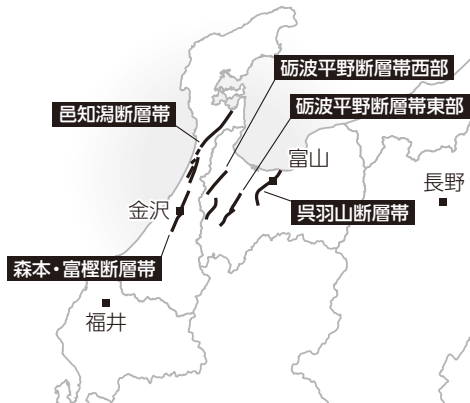 砺波平野断層帯西部
砺波平野断層帯東部
邑知潟断層帯
富山
長野
金沢
呉羽山断層帯
森本・富樫断層帯
福井